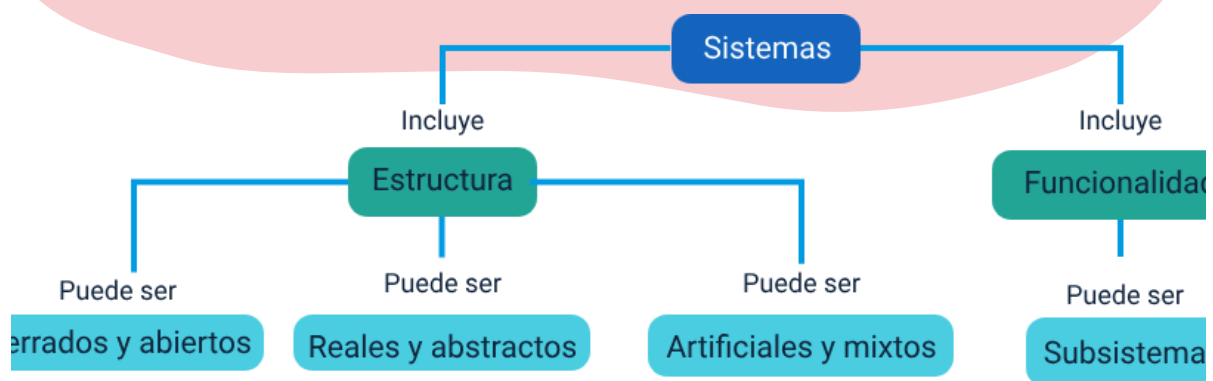 Sistemas
Incluye
Incluye
Estructura
Funcionalidad
Puede ser
Puede ser
Puede ser
Puede ser
errados y abiertos
Reales y abstractos
Artificiales y mixtos
Subsistema